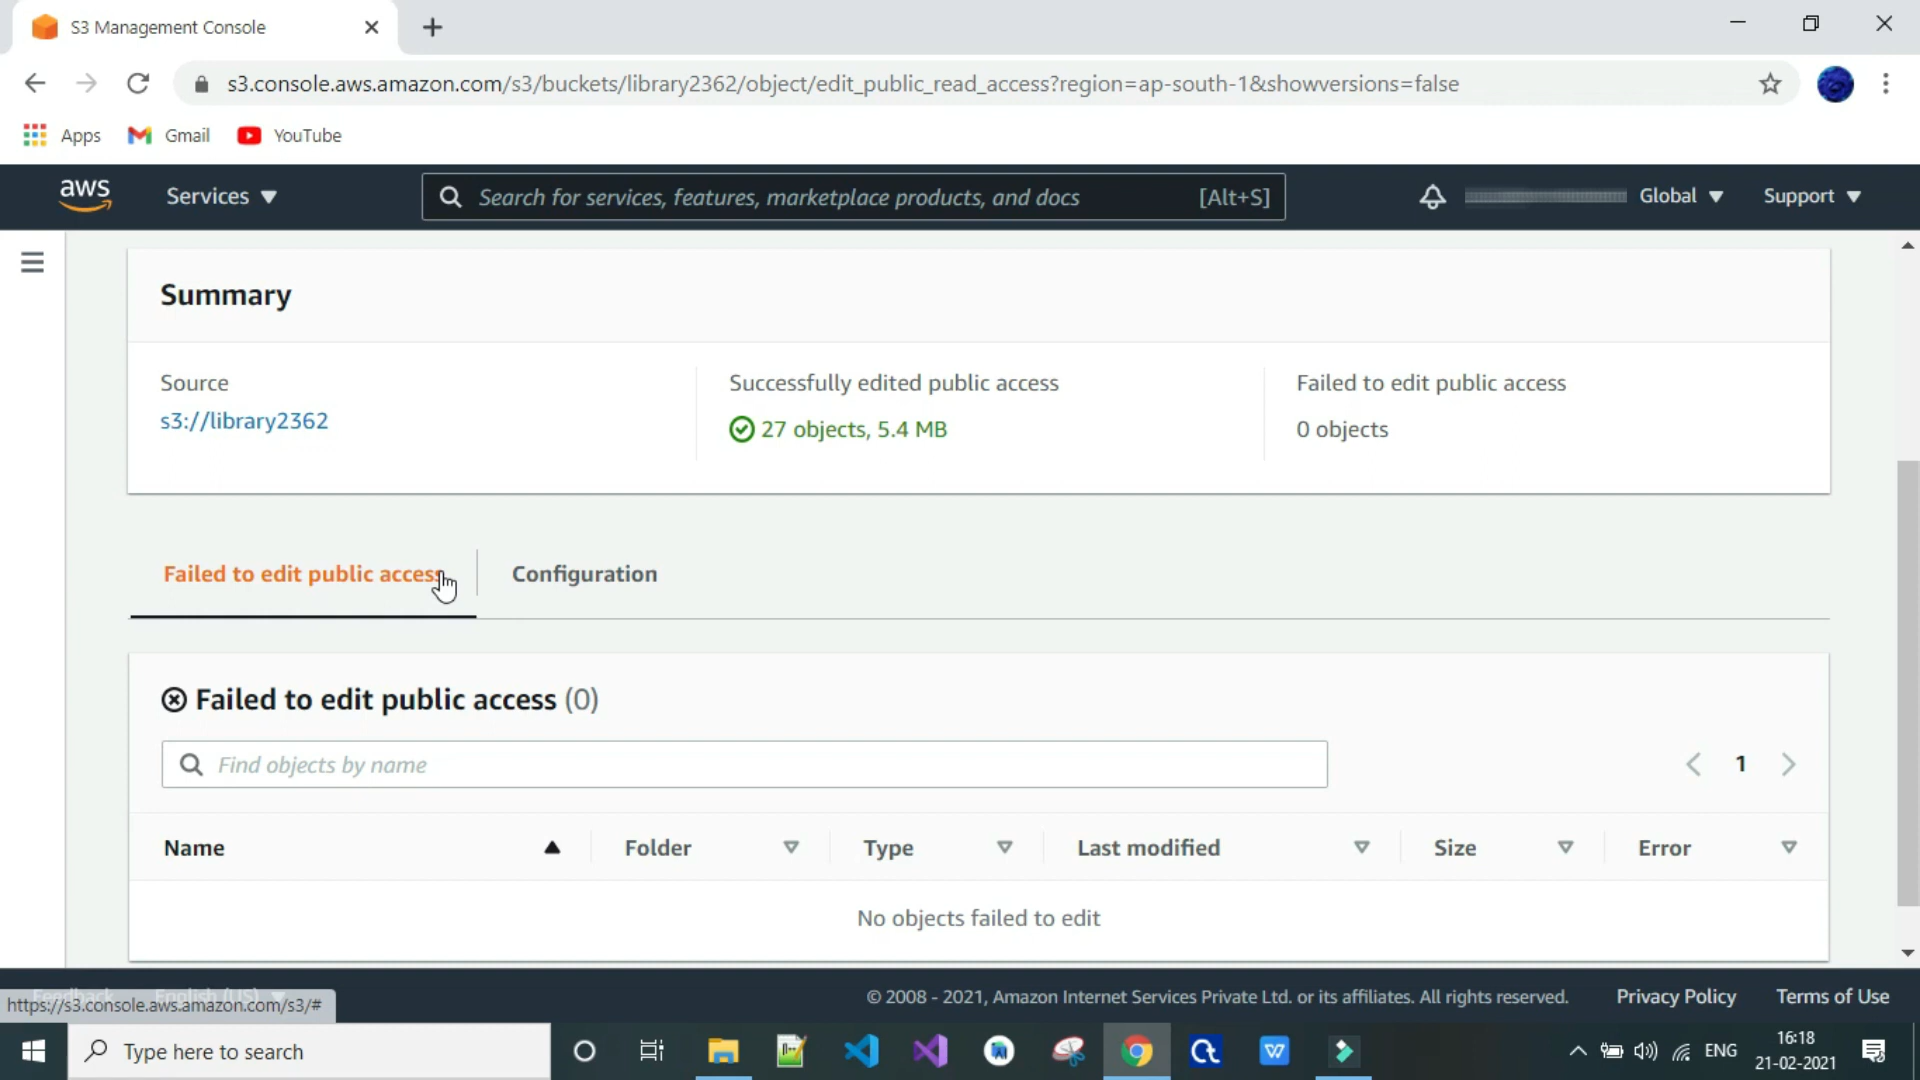 S3 Management Console
s3.console.aws.amazon.com/s3/buckets/library2362/object/edit_public_read_access?region=ap-south-1&showversions=false
Apps Gmail YouTube
aws Services Search for services, features, marketplace products, and docs [Alt+S] Global Support
Summary
Source Successfully edited public access Failed to edit public access
s3://library2362 27 objects, 5.4 MB 0 objects
Failed to edit public access Configuration
Failed to edit public access (0)
Find objects by name 1
Name Folder Type Last modified Size Error
No objects failed to edit
Feedback English (US) © 2008 - 2021, Amazon Internet Services Private Ltd. or its affiliates. All rights reserved. Privacy Policy Terms of Use
https://s3.console.aws.amazon.com/s3/#
Type here to search ENG 16:18
21-02-2021